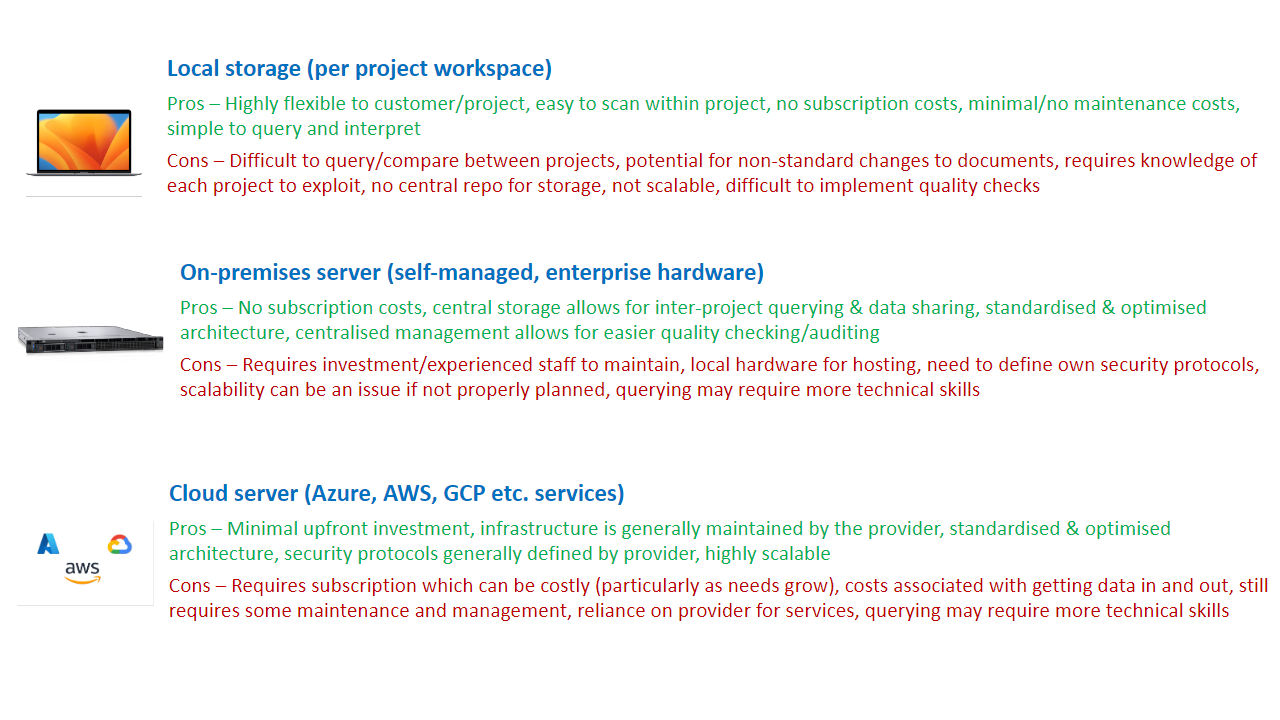 Local storage (per project workspace)
Pros – Highly flexible to customer/project, easy to scan within project, no subscription costs, minimal/no maintenance costs,
simple to query and interpret
Cons – Difficult to query/compare between projects, potential for non-standard changes to documents, requires knowledge of
each project to exploit, no central repo for storage, not scalable, difficult to implement quality checks
On-premises server (self-managed, enterprise hardware)
Pros – No subscription costs, central storage allows for inter-project querying & data sharing, standardised & optimised
architecture, centralised management allows for easier quality checking/auditing
Cons – Requires investment/experienced staff to maintain, local hardware for hosting, need to define own security protocols,
scalability can be an issue if not properly planned, querying may require more technical skills
Cloud server (Azure, AWS, GCP etc. services)
Pros – Minimal upfront investment, infrastructure is generally maintained by the provider, standardised & optimised
architecture, security protocols generally defined by provider, highly scalable
aws
Cons – Requires subscription which can be costly (particularly as needs grow), costs associated with getting data in and out, still
requires some maintenance and management, reliance on provider for services, querying may require more technical skills